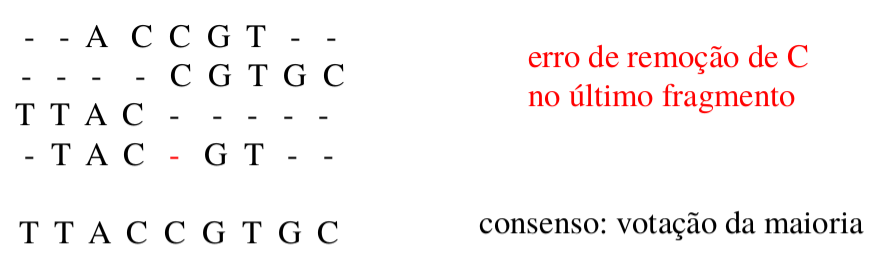 - - A C C G T - -
- - - - C G T G C
T T A C - - - - -
- T A C - G T - -
T T A C C G T G C
erro de remoção de C
no último fragmento
consenso: votação da maioria